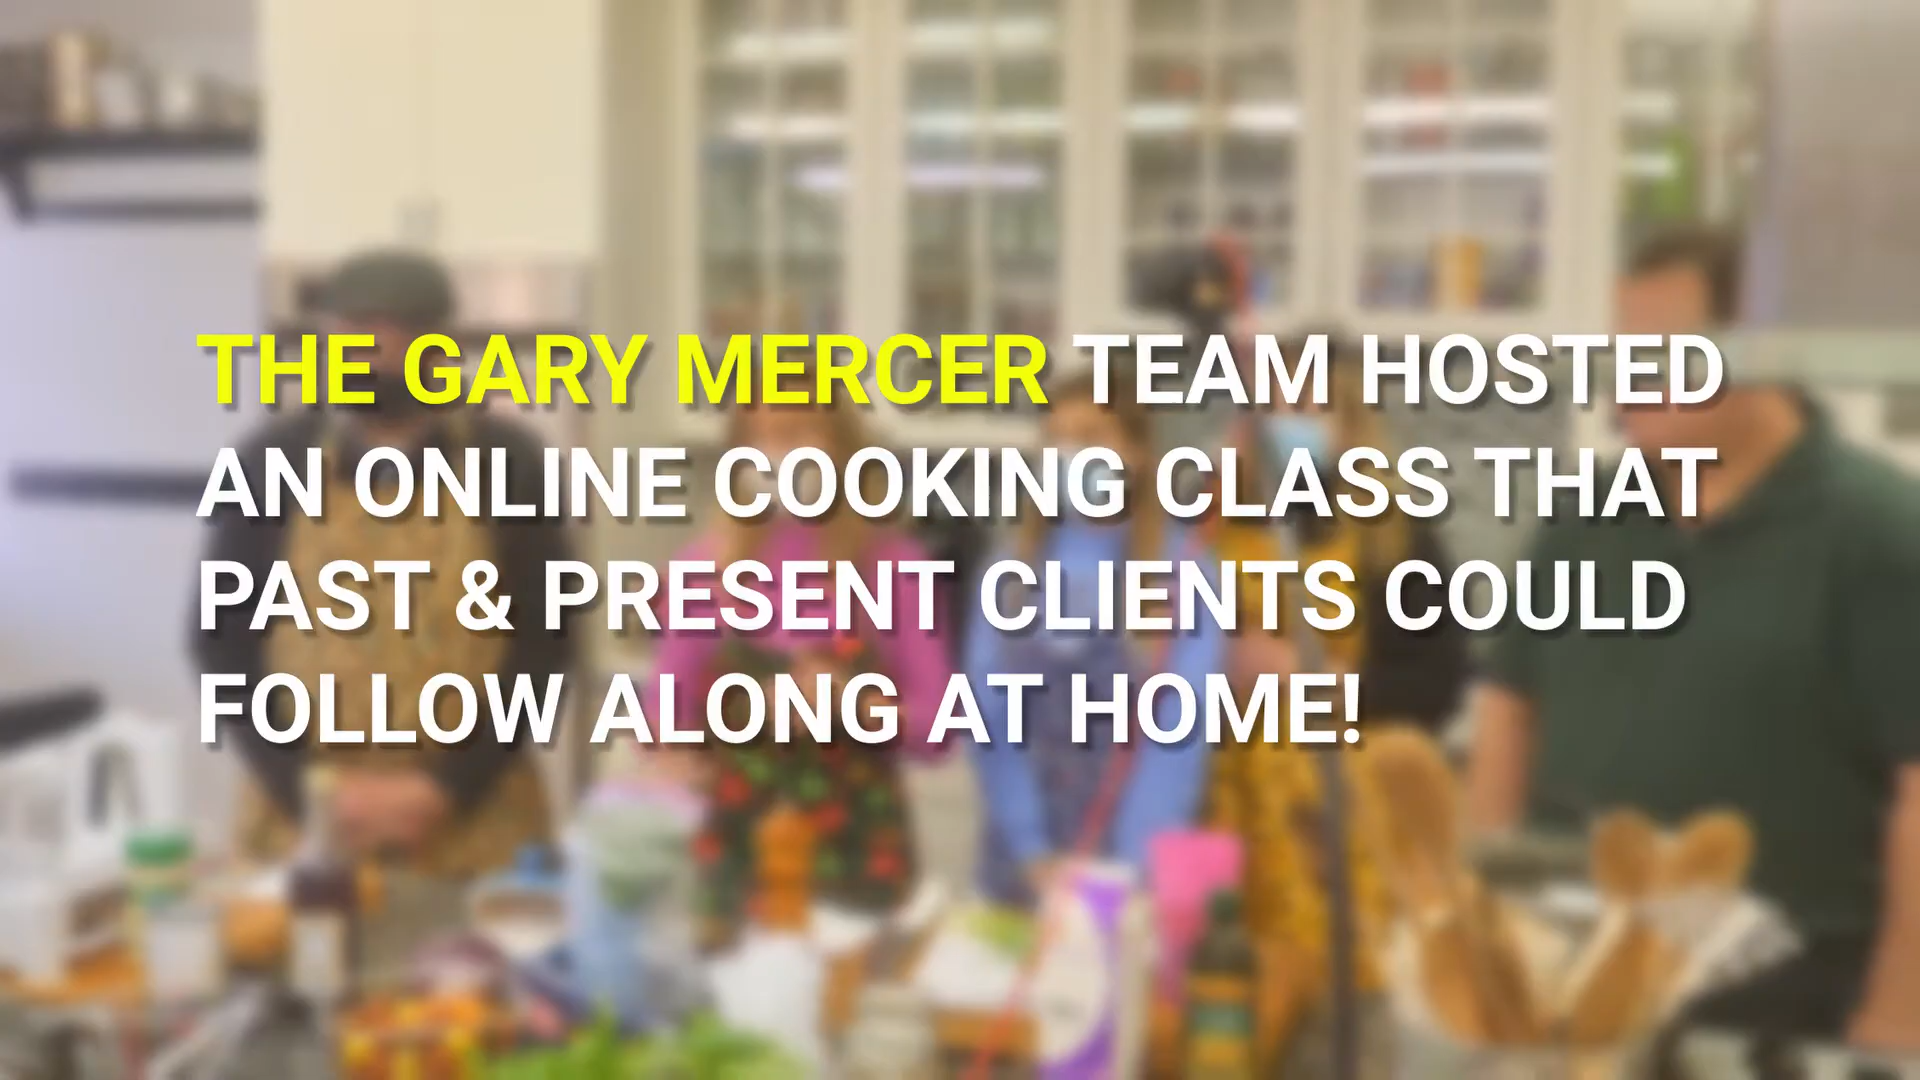 THE GARY MERCER TEAM HOSTED
AN ONLINE COOKING CLASS THAT
PAST & PRESENT CLIENTS COULD
FOLLOW ALONG AT HOME!